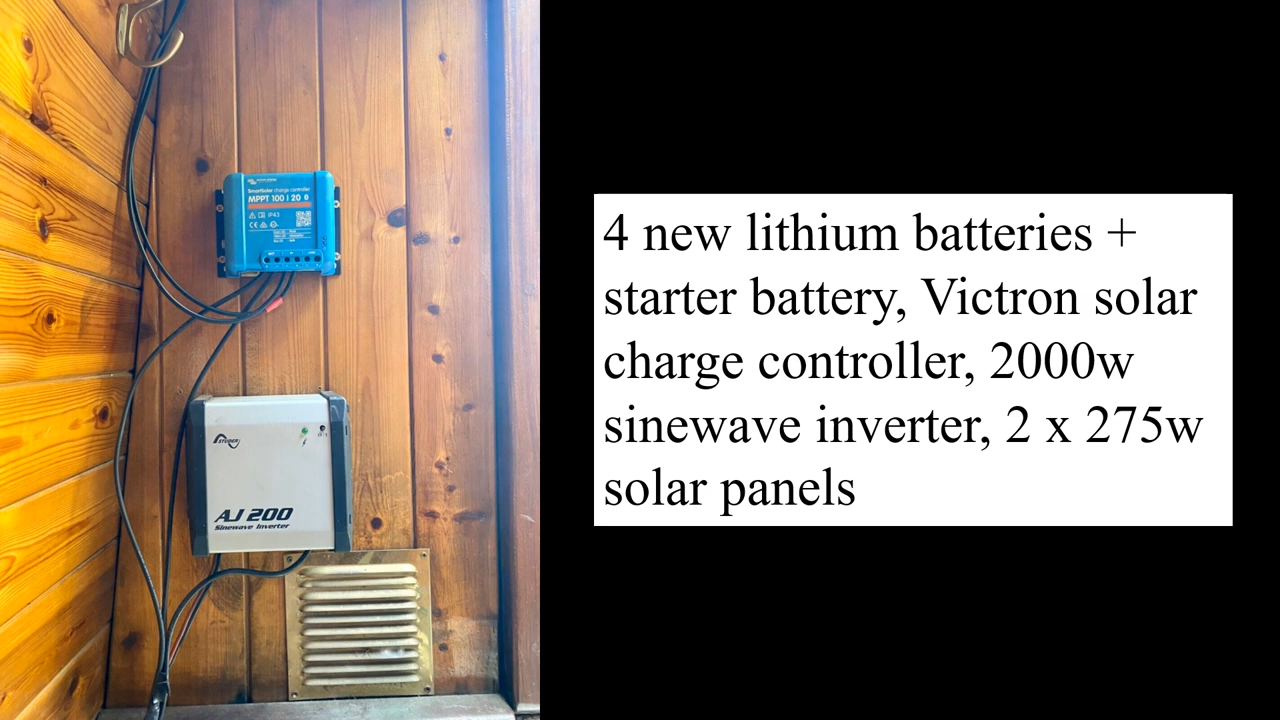 SmartSolar charge controller
MPPT 100 | 20
IP43
STUDER
AJ 200
Sinewave Inverter
4 new lithium batteries +
starter battery, Victron solar
charge controller, 2000w
sinewave inverter, 2 x 275w
solar panels